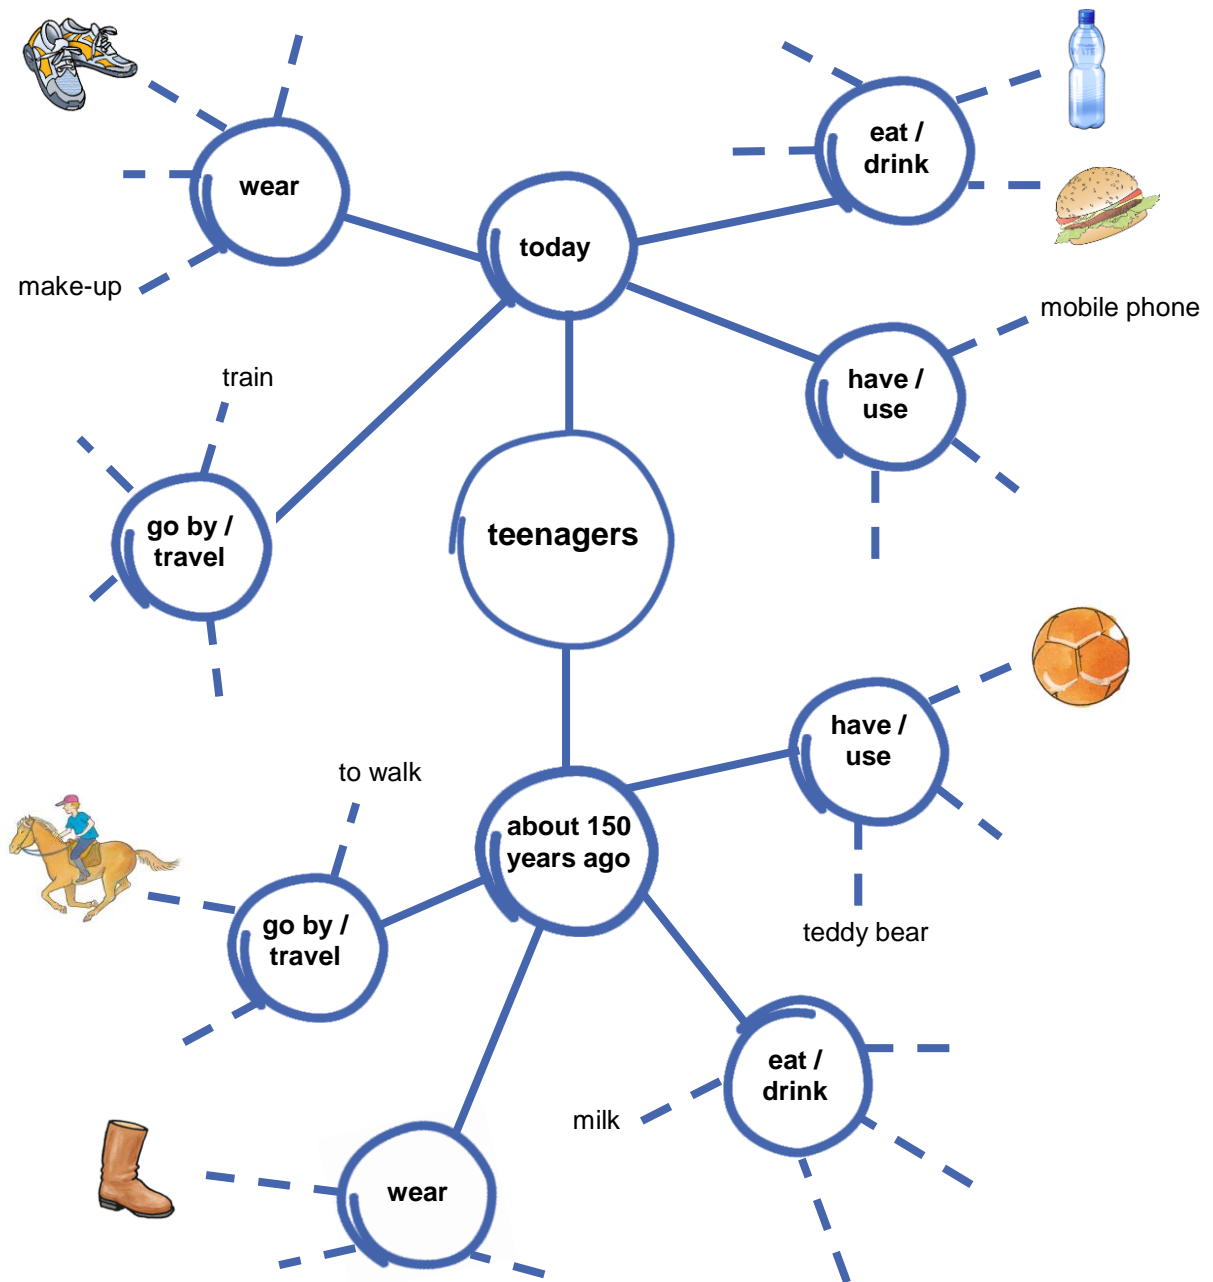 eat /
drink
wear
today
make-up
mobile phone
train
have /
use
go by /
travel
teenagers
have /
use
to walk
about 150
years ago
go by /
travel
teddy bear
eat /
drink
milk
wear